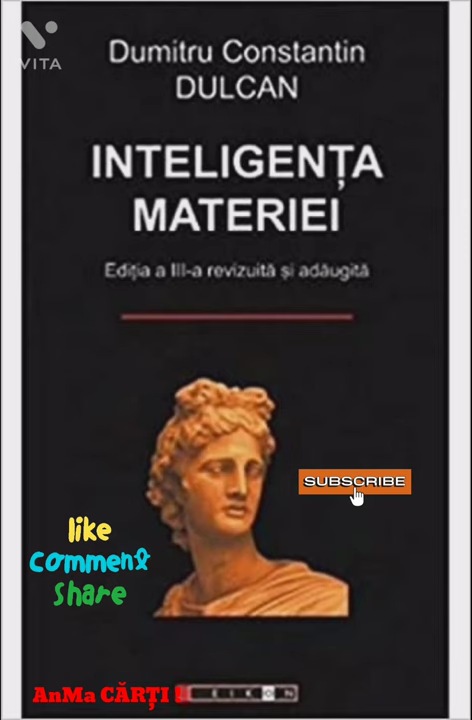 VITA
Dumitru Constantin
DULCAN
INTELIGENȚA
MATERIEI
Ediția a III-a revizuită și adăugită
SUBSCRIBE
like
comment
share
AnMa CĂRȚI !
EIKON